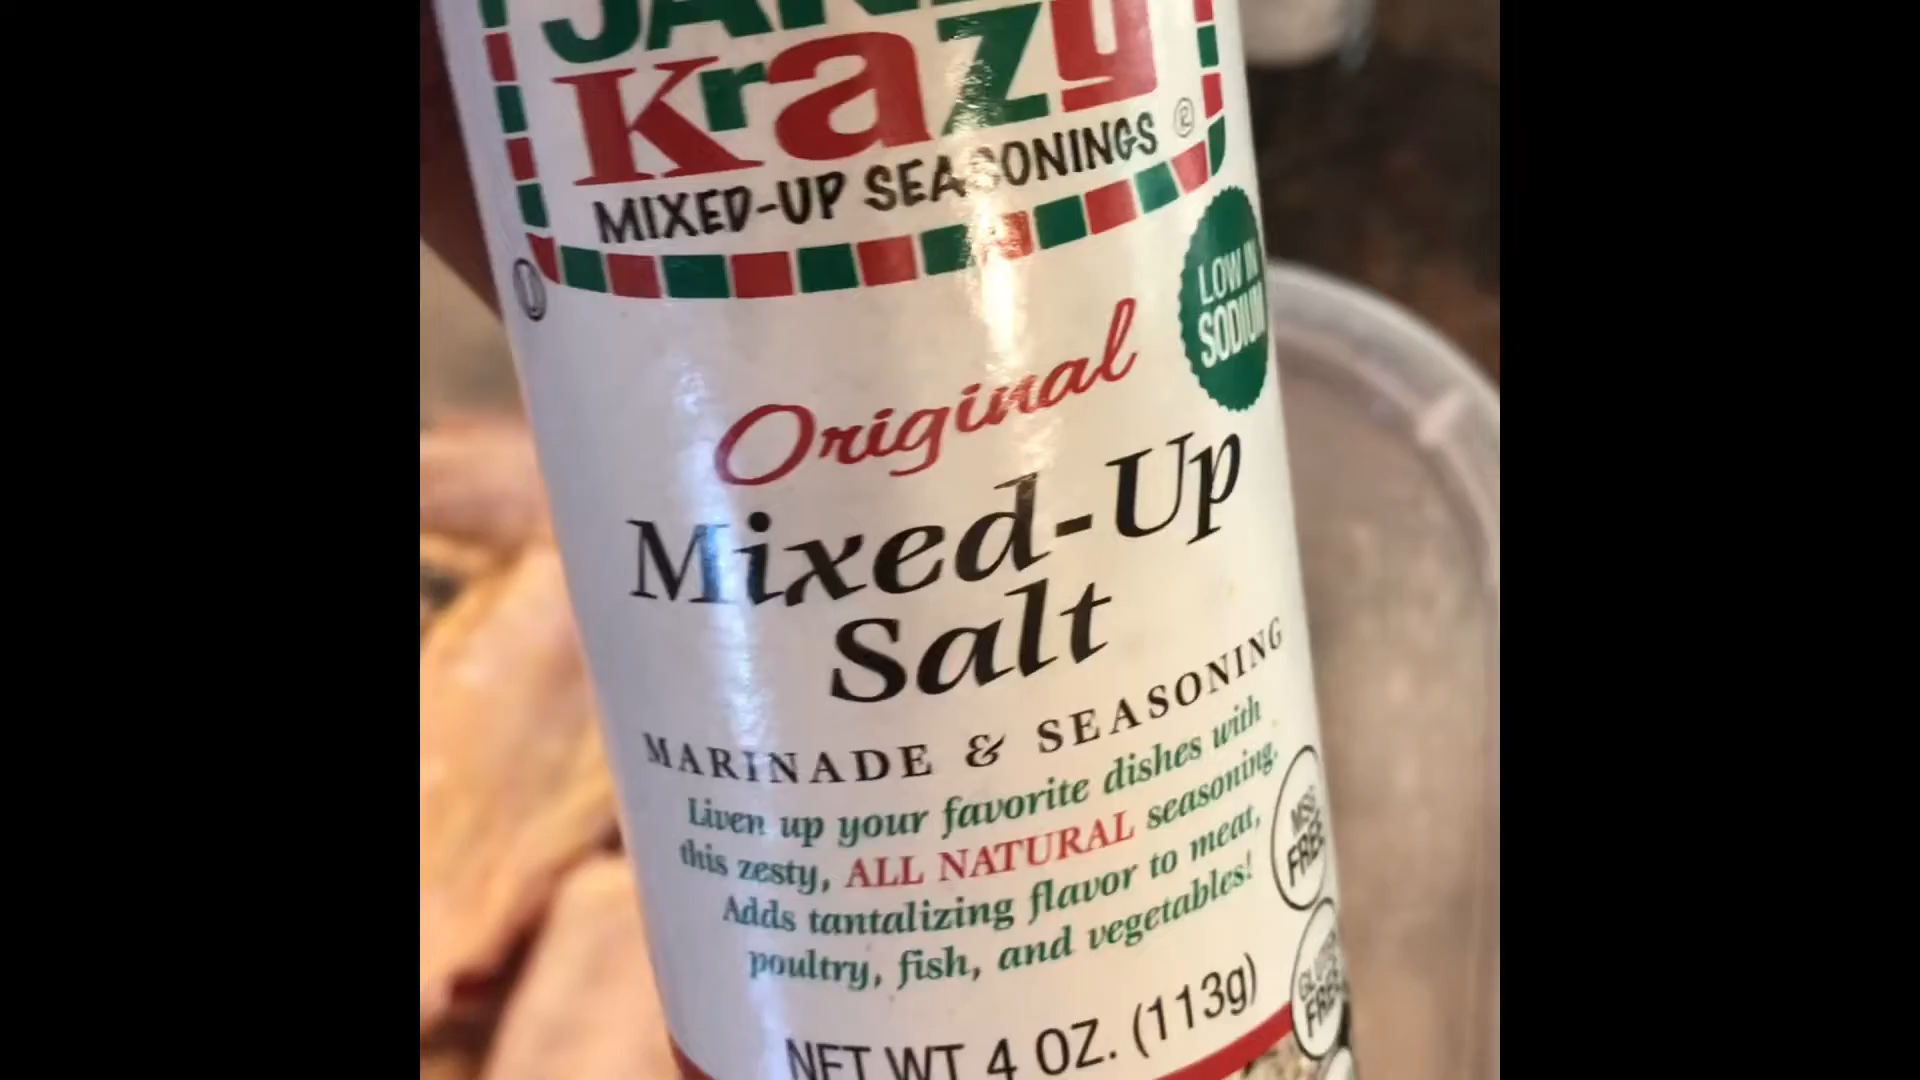 Krazy
MIXED-UP SEASONINGS ®
LOW IN
SODIUM
Original
Mixed-Up
Salt
MARINADE & SEASONING
Liven up your favorite dishes with
this zesty, ALL NATURAL seasoning.
Adds tantalizing flavor to meat,
poultry, fish, and vegetables!
MSG
FREE
GLUTEN
FREE
NET WT 4 OZ. (113g)